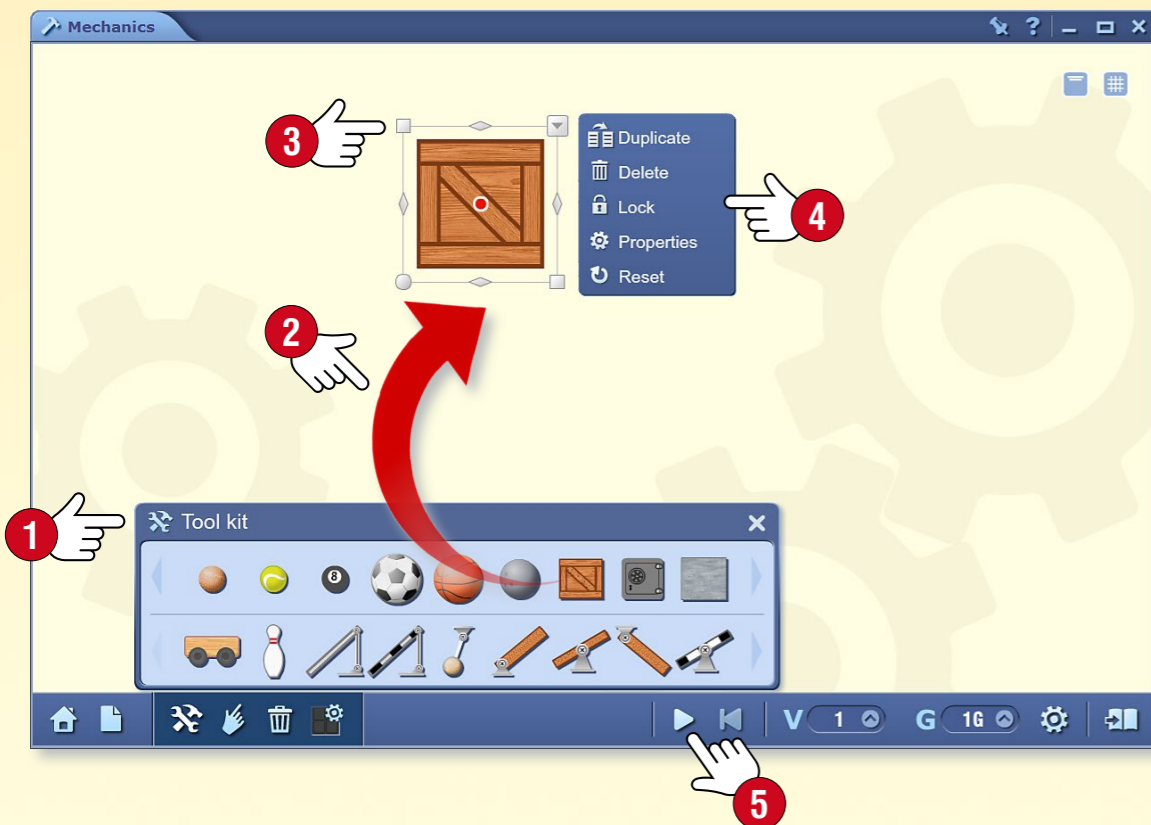 Mechanics
?
3
Duplicate
Delete
Lock
Properties
Reset
4
2
1
Tool kit
8
V 1 G 1G
5